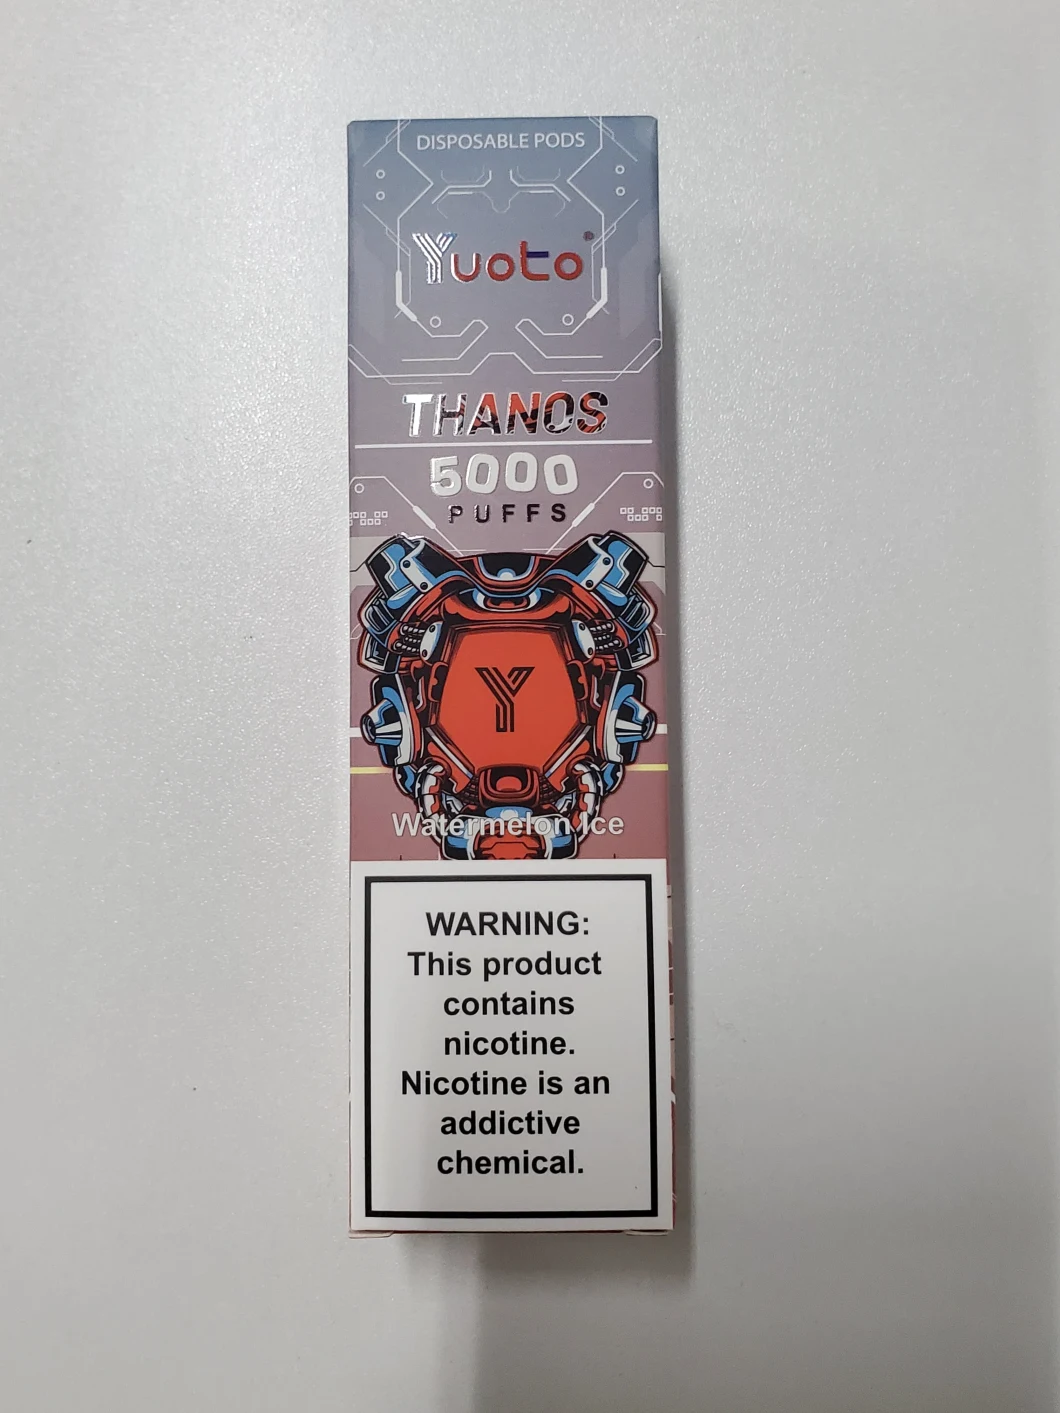 DISPOSABLE PODS
Yuoto®
THANOS
5000
PUFFS
Y
Watermelon Ice
WARNING:
This product
contains
nicotine.
Nicotine is an
addictive
chemical.